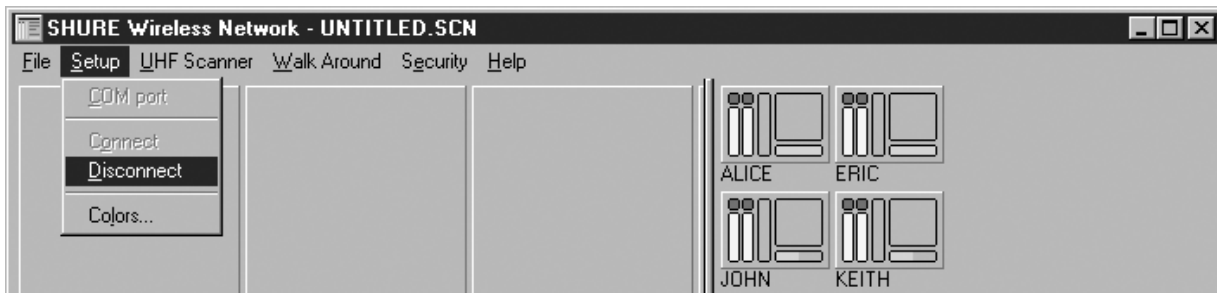 SHURE Wireless Network - UNTITLED.SCN
File Setup UHF Scanner Walk Around Security Help
COM port
Connect
Disconnect
Colors...
ALICE ERIC
JOHN KEITH